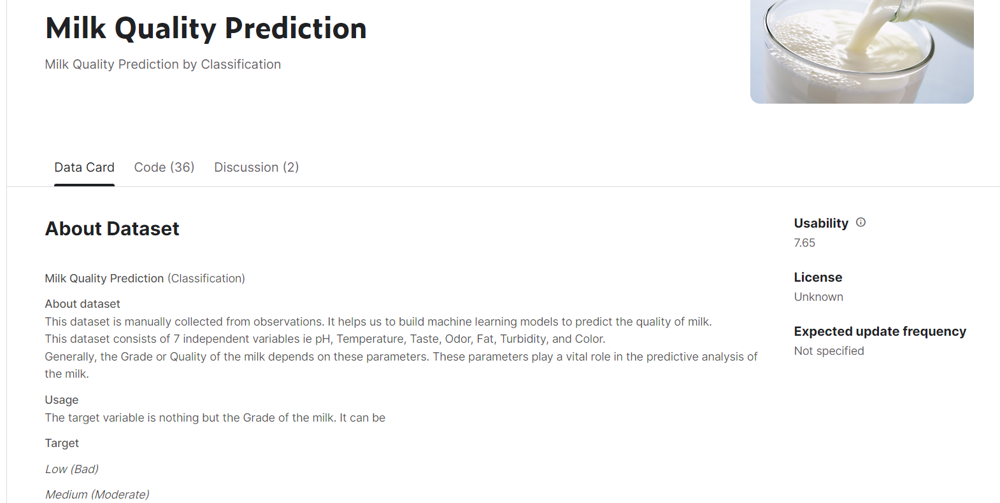 Milk Quality Prediction
Milk Quality Prediction by Classification
Data Card
Code (36)
Discussion (2)
About Dataset
Milk Quality Prediction (Classification)
About dataset
This dataset is manually collected from observations. It helps us to build machine learning models to predict the quality of milk.
This dataset consists of 7 independent variables ie pH, Temperature, Taste, Odor, Fat, Turbidity, and Color.
Generally, the Grade or Quality of the milk depends on these parameters. These parameters play a vital role in the predictive analysis of
the milk.
Usage
The target variable is nothing but the Grade of the milk. It can be
Target
Low (Bad)
Medium (Moderate)
Usability
7.65
License
Unknown
Expected update frequency
Not specified